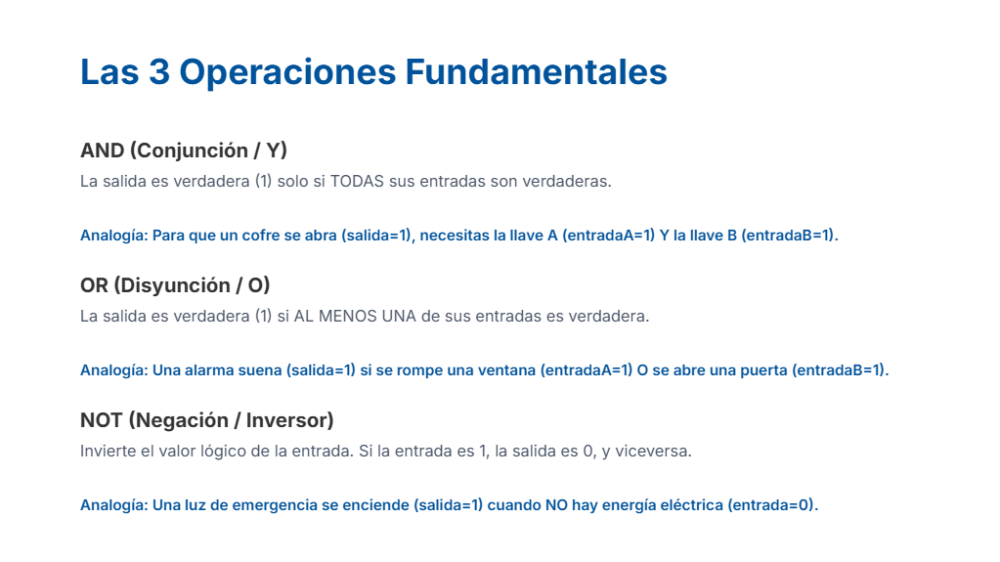 Las 3 Operaciones Fundamentales
AND (Conjunción / Y)
La salida es verdadera (1) solo si TODAS sus entradas son verdaderas.
Analogía: Para que un cofre se abra (salida=1), necesitas la llave A (entradaA=1) Y la llave B (entradaB=1).
OR (Disyunción / O)
La salida es verdadera (1) si AL MENOS UNA de sus entradas es verdadera.
Analogía: Una alarma suena (salida=1) si se rompe una ventana (entradaA=1) O se abre una puerta (entradaB=1).
NOT (Negación / Inversor)
Invierte el valor lógico de la entrada. Si la entrada es 1, la salida es 0, y viceversa.
Analogía: Una luz de emergencia se enciende (salida=1) cuando NO hay energía eléctrica (entrada=0).